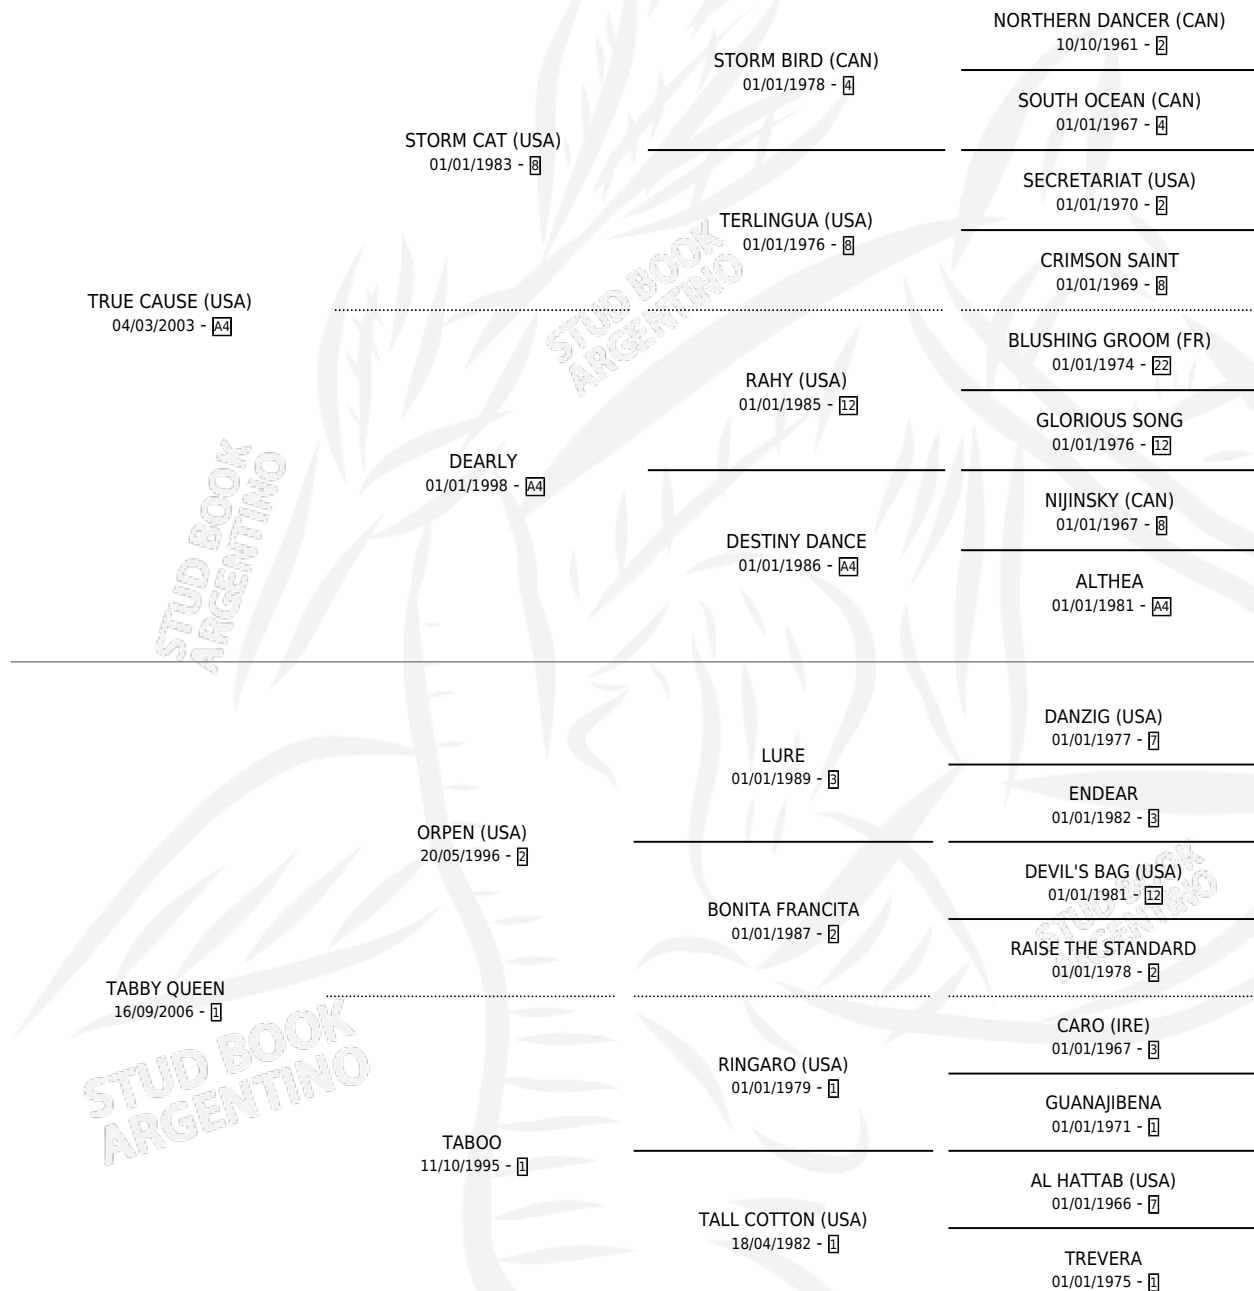 NORTHERN DANCER (CAN)
10/10/1961 - 2
STORM BIRD (CAN)
01/01/1978 - 4
SOUTH OCEAN (CAN)
01/01/1967 - 4
STORM CAT (USA)
01/01/1983 - 8
SECRETARIAT (USA)
01/01/1970 - 2
TERLINGUA (USA)
01/01/1976 - 8
CRIMSON SAINT
01/01/1969 - 8
TRUE CAUSE (USA)
04/03/2003 - A4
BLUSHING GROOM (FR)
01/01/1974 - 22
RAHY (USA)
01/01/1985 - 12
GLORIOUS SONG
01/01/1976 - 12
DEARLY
01/01/1998 - A4
NIJINSKY (CAN)
01/01/1967 - 8
DESTINY DANCE
01/01/1986 - A4
ALTHEA
01/01/1981 - A4
DANZIG (USA)
01/01/1977 - 7
LURE
01/01/1989 - 3
ENDEAR
01/01/1982 - 3
ORPEN (USA)
20/05/1996 - 2
DEVIL'S BAG (USA)
01/01/1981 - 12
BONITA FRANCITA
01/01/1987 - 2
RAISE THE STANDARD
01/01/1978 - 2
TABBY QUEEN
16/09/2006 - 1
CARO (IRE)
01/01/1967 - 3
RINGARO (USA)
01/01/1979 - 1
GUANAJIBENA
01/01/1971 - 1
TABOO
11/10/1995 - 1
AL HATTAB (USA)
01/01/1966 - 7
TALL COTTON (USA)
18/04/1982 - 1
TREVERA
01/01/1975 - 1
STUD BOOK
ARGENTINO
STUD BOOK
ARGENTINO
STUD BOOK
ARGENTINO
STUD BOOK
ARGENTINO